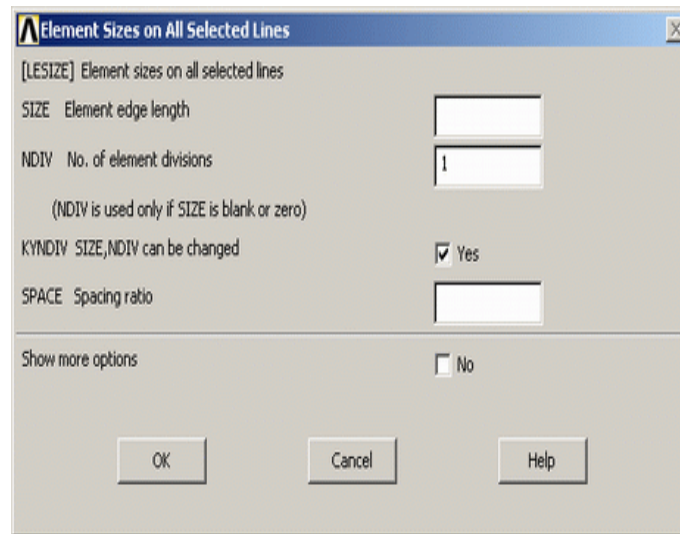 Element Sizes on All Selected Lines
[LESIZE] Element sizes on all selected lines
SIZE Element edge length
NDIV No. of element divisions 1
(NDIV is used only if SIZE is blank or zero)
KYNDIV SIZE,NDIV can be changed Yes
SPACE Spacing ratio
Show more options No
OK Cancel Help